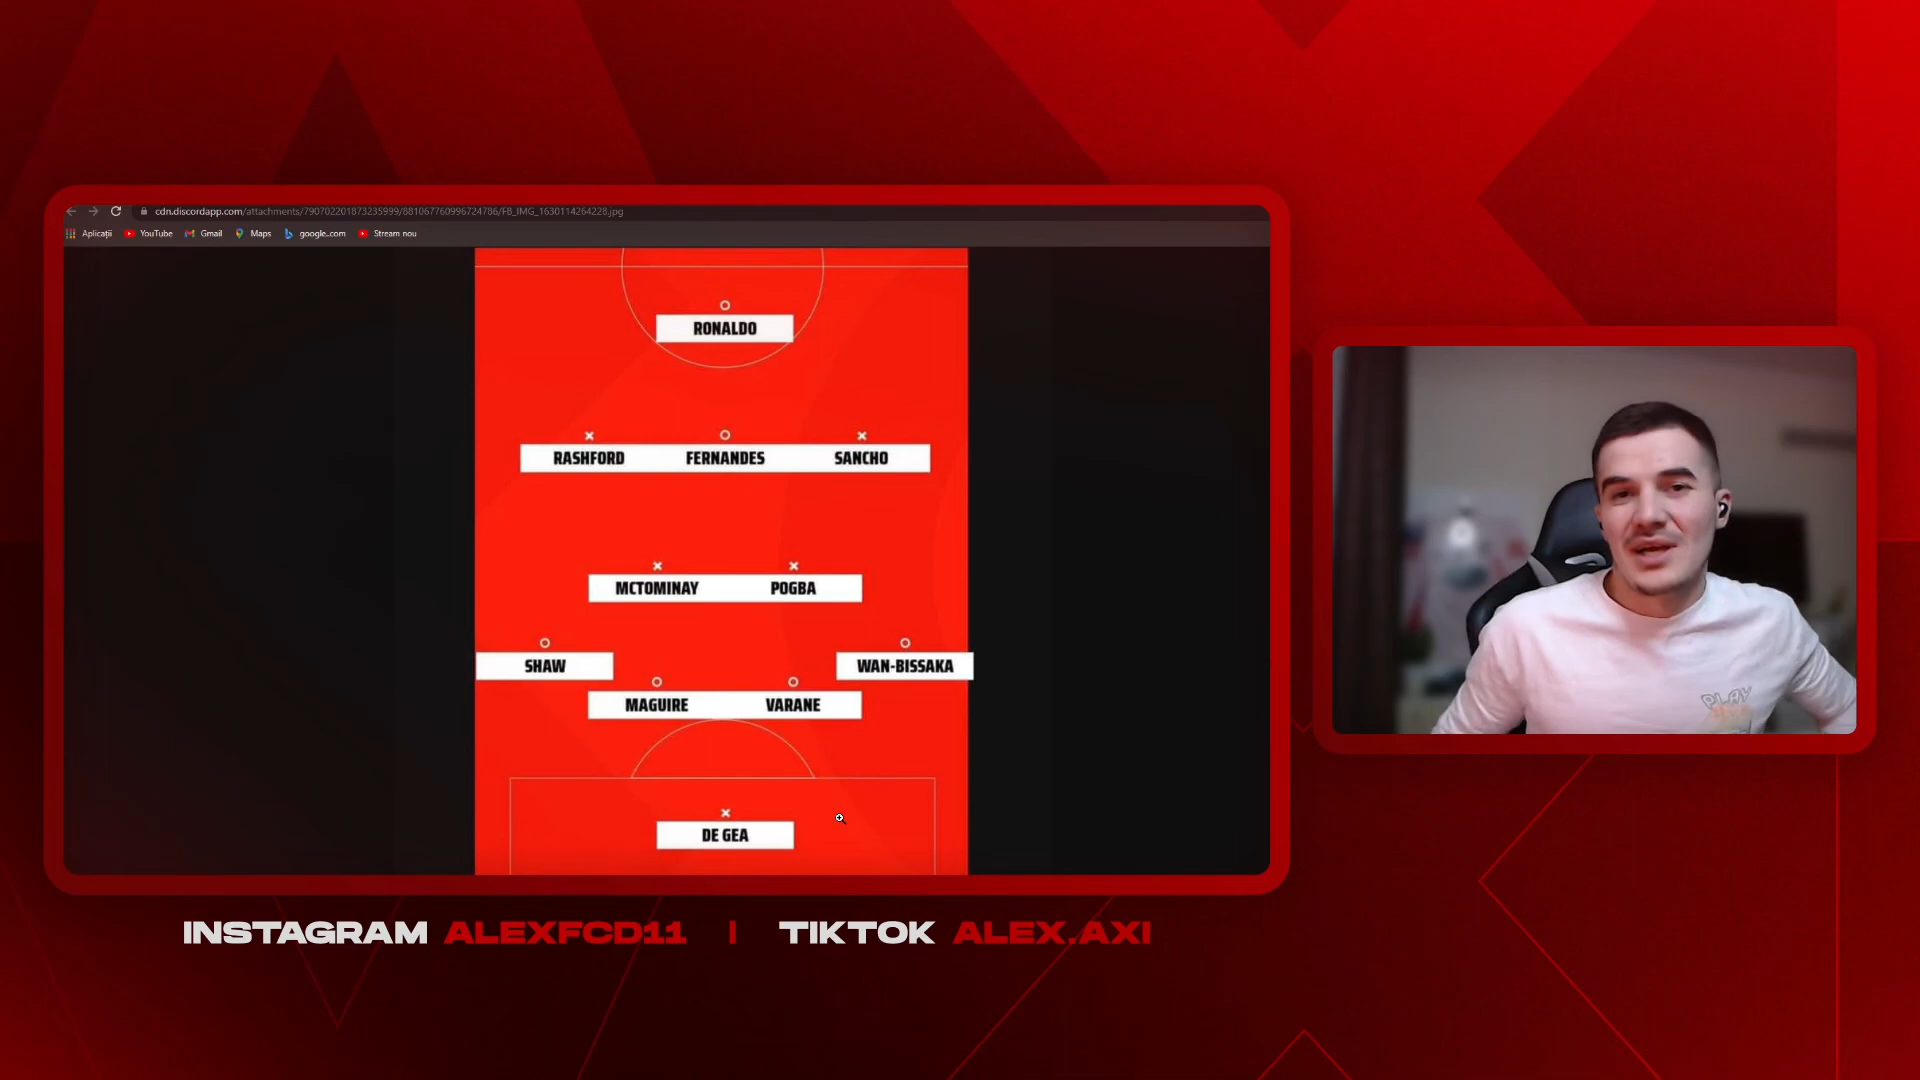 cdn.discordapp.com/attachments/790702201873235999/881067760996724786/FB_IMG_1630114264228.jpg
Aplicații YouTube Gmail Maps google.com Stream nou
RONALDO
RASHFORD FERNANDES SANCHO
MCTOMINAY POGBA
SHAW WAN-BISSAKA
MAGUIRE VARANE
DE GEA
PLAY
INSTAGRAM ALEXFCD11 | TIKTOK ALEX.AXI